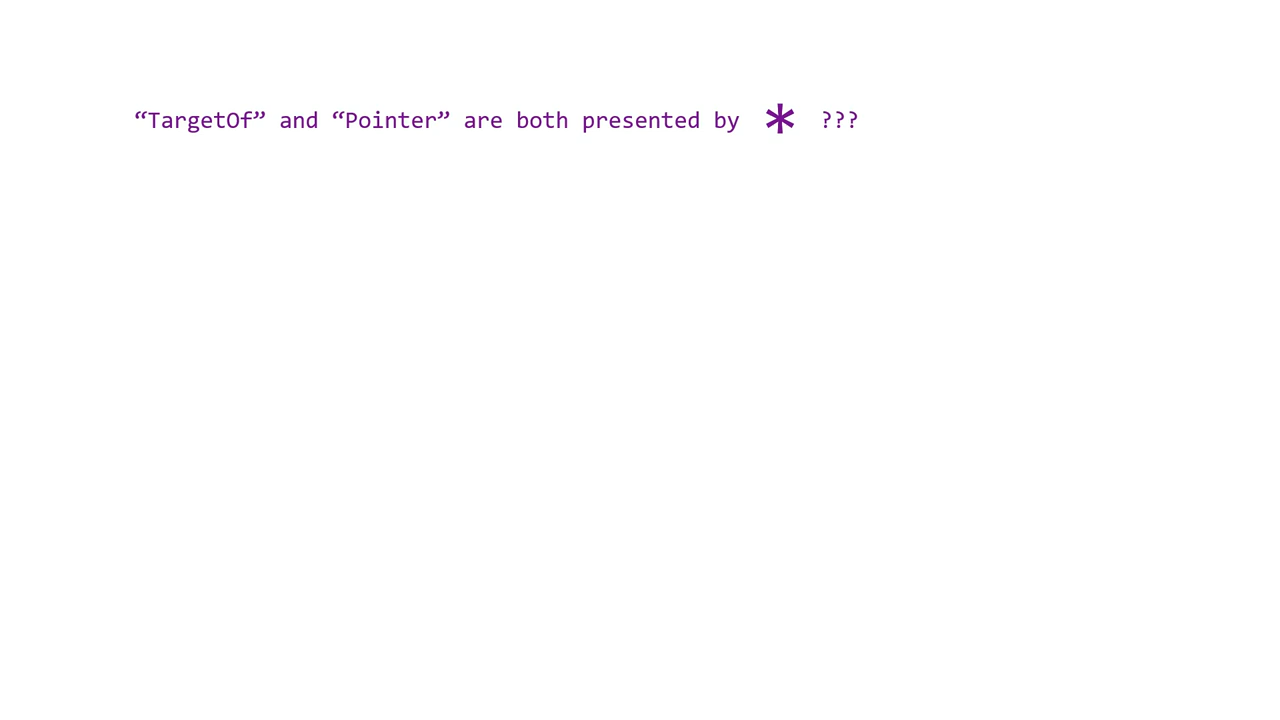 “TargetOf” and “Pointer” are both presented by * ???